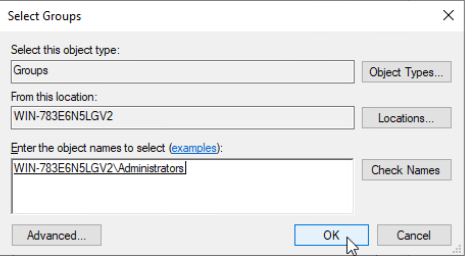 Select Groups
Select this object type:
Groups
Object Types...
From this location:
WIN-783E6N5LGV2
Locations...
Enter the object names to select (examples):
WIN-783E6N5LGV2\Administrators
Check Names
Advanced...
OK
Cancel